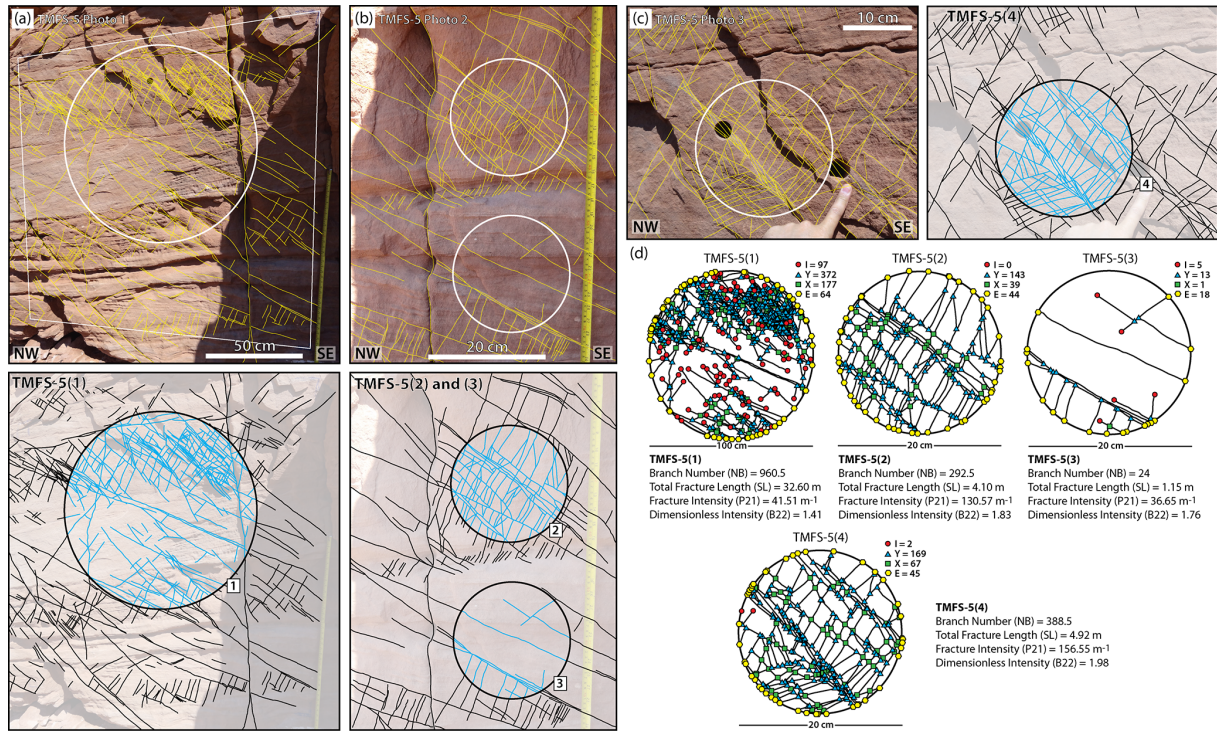 (a)
TMFS-5 Photo 1
NW
50 cm
SE
(b)
TMFS-5 Photo 2
NW
20 cm
SE
(c)
TMFS-5 Photo 3
10 cm
NW
SE
TMFS-5(4)
4
TMFS-5(1)
1
TMFS-5(2) and (3)
2
3
(d)
TMFS-5(1)
I = 97
Y = 372
X = 177
E = 64
100 cm
TMFS-5(1)
Branch Number (NB) = 960.5
Total Fracture Length (SL) = 32.60 m
Fracture Intensity (P21) = 41.51 m⁻¹
Dimensionless Intensity (B22) = 1.41
TMFS-5(2)
I = 0
Y = 143
X = 39
E = 44
20 cm
TMFS-5(2)
Branch Number (NB) = 292.5
Total Fracture Length (SL) = 4.10 m
Fracture Intensity (P21) = 130.57 m⁻¹
Dimensionless Intensity (B22) = 1.83
TMFS-5(3)
I = 5
Y = 13
X = 1
E = 18
20 cm
TMFS-5(3)
Branch Number (NB) = 24
Total Fracture Length (SL) = 1.15 m
Fracture Intensity (P21) = 36.65 m⁻¹
Dimensionless Intensity (B22) = 1.76
TMFS-5(4)
I = 2
Y = 169
X = 67
E = 45
20 cm
TMFS-5(4)
Branch Number (NB) = 388.5
Total Fracture Length (SL) = 4.92 m
Fracture Intensity (P21) = 156.55 m⁻¹
Dimensionless Intensity (B22) = 1.98